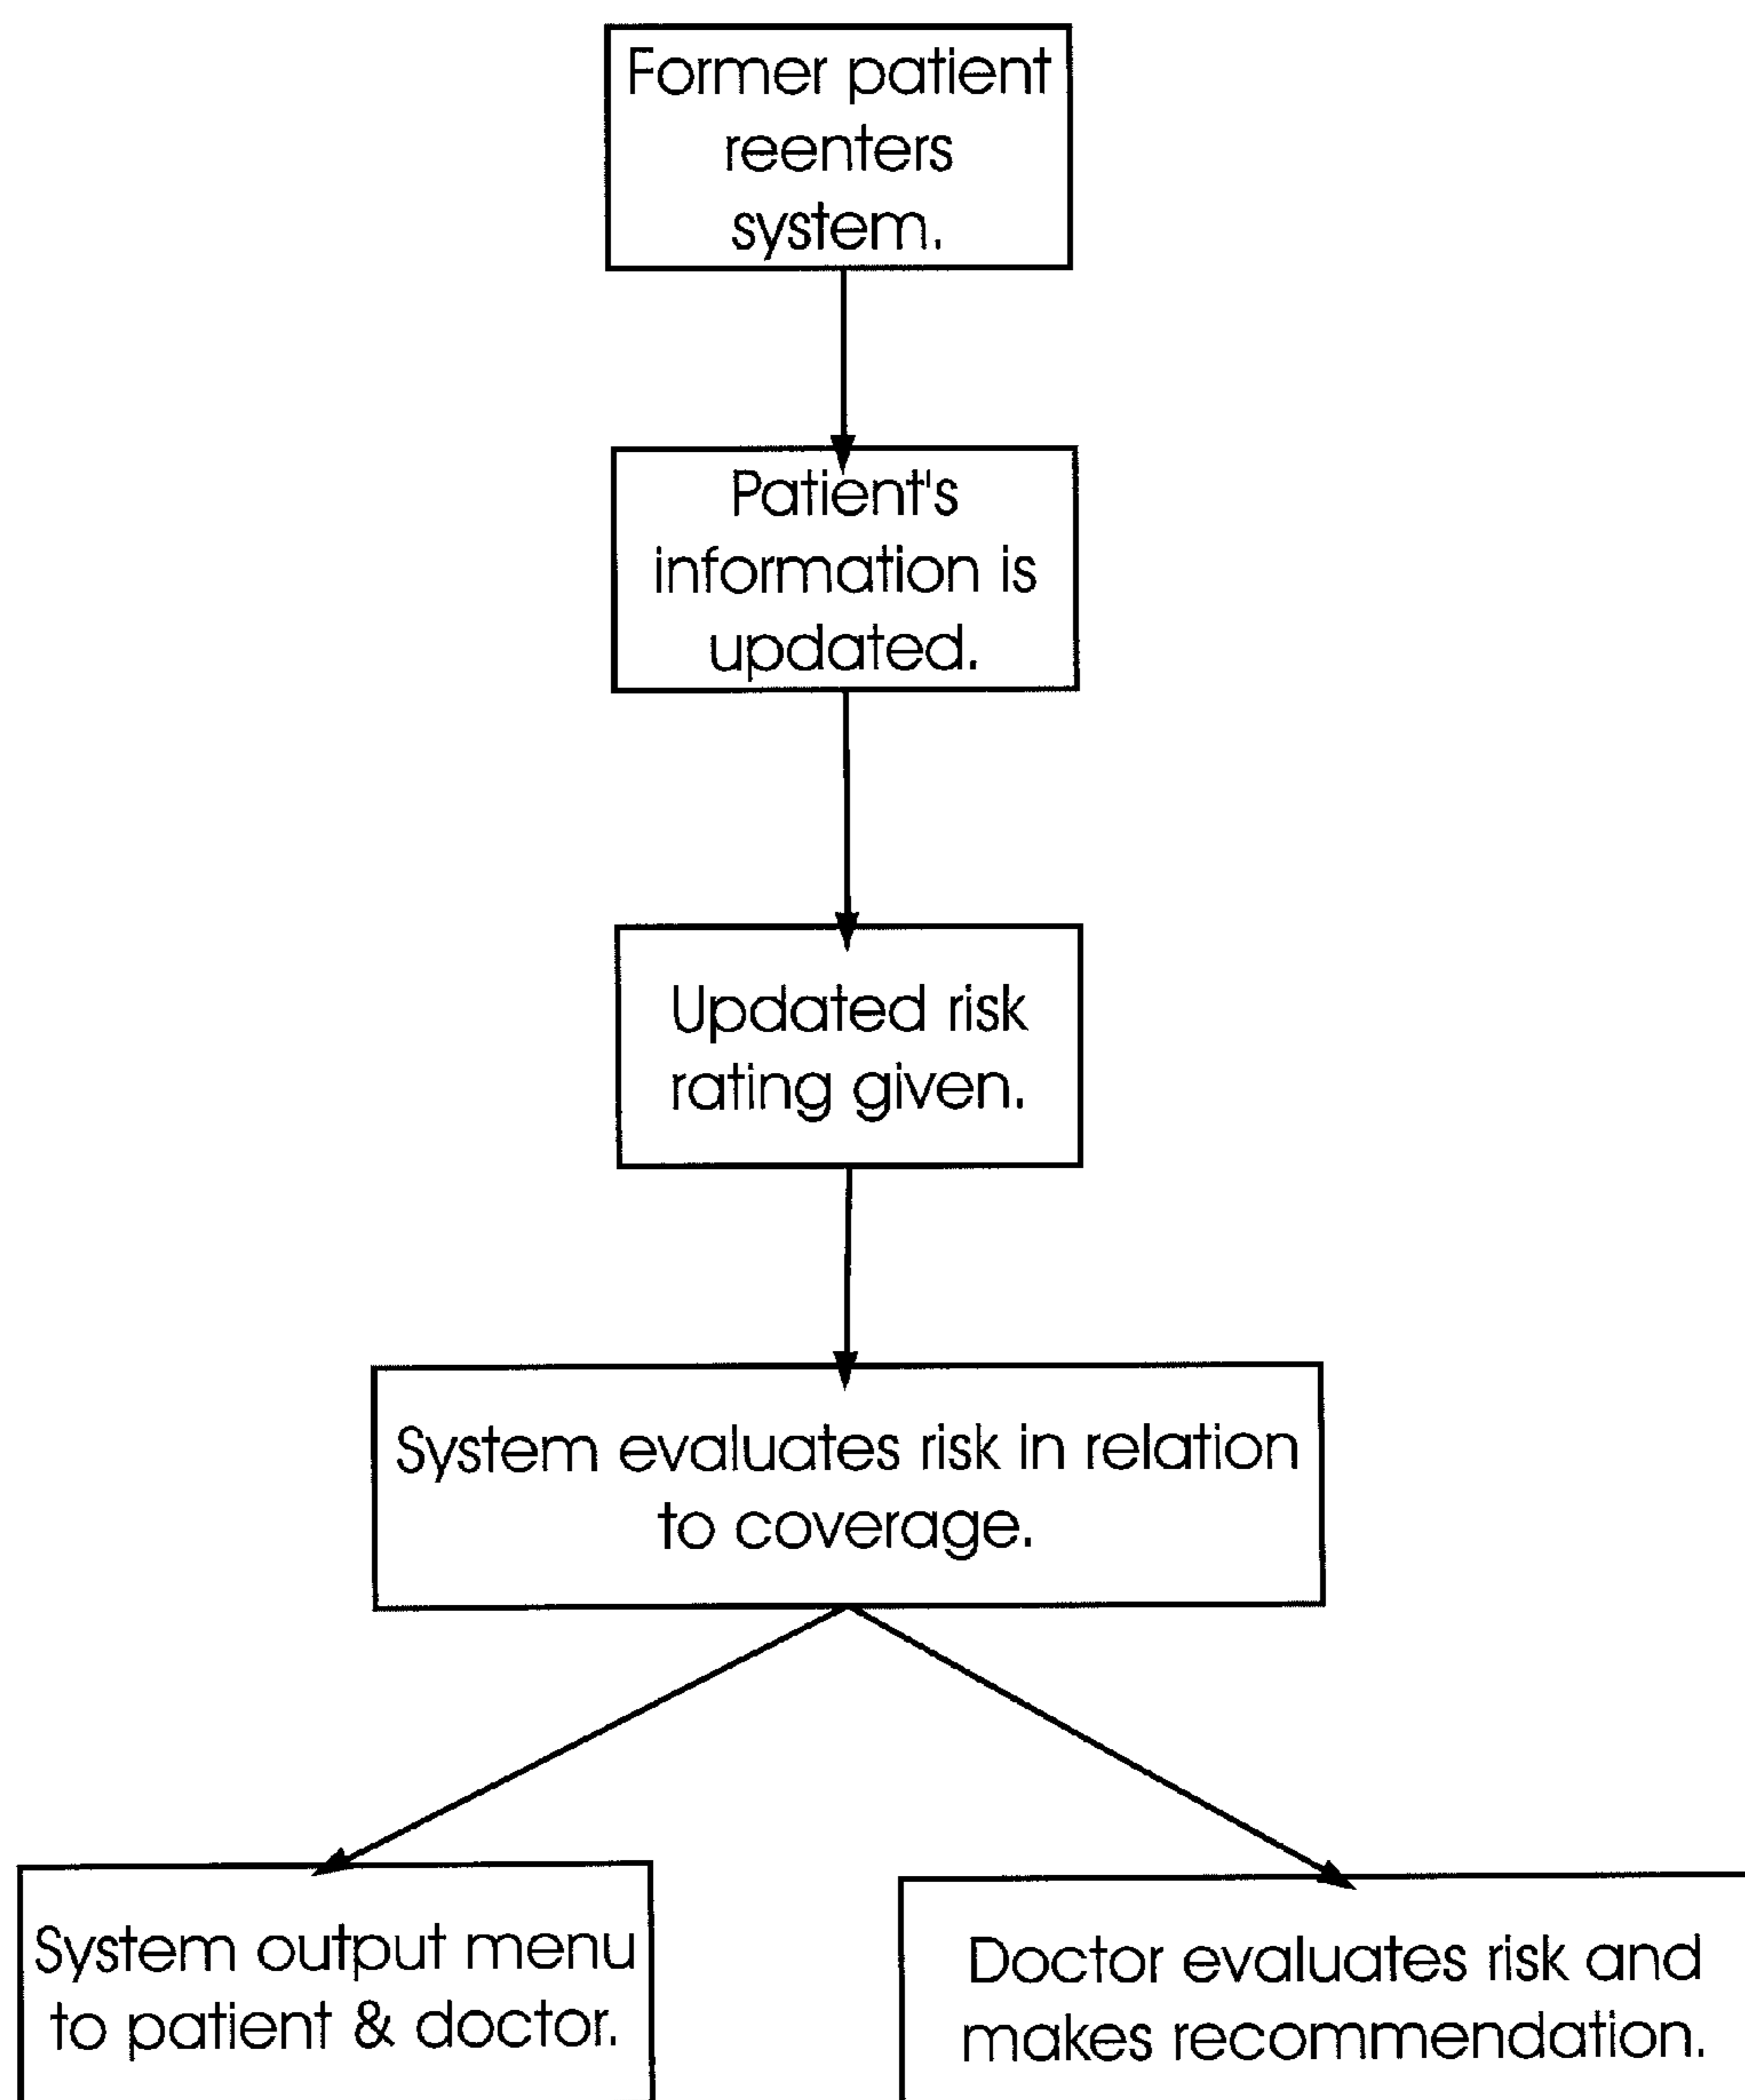 Former patient
reenters
system.
Patient's
information is
updated.
Updated risk
rating given.
System evaluates risk in relation
to coverage.
System output menu
to patient & doctor.
Doctor evaluates risk and
makes recommendation.